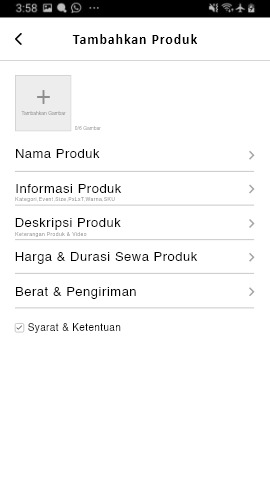 3:58
Tambahkan Produk
Tambahkan Gambar
0/6 Gambar
Nama Produk
Informasi Produk
Kategori,Event,Size,PxLxT,Warna,SKU
Deskripsi Produk
Keterangan Produk & Video
Harga & Durasi Sewa Produk
Berat & Pengiriman
Syarat & Ketentuan